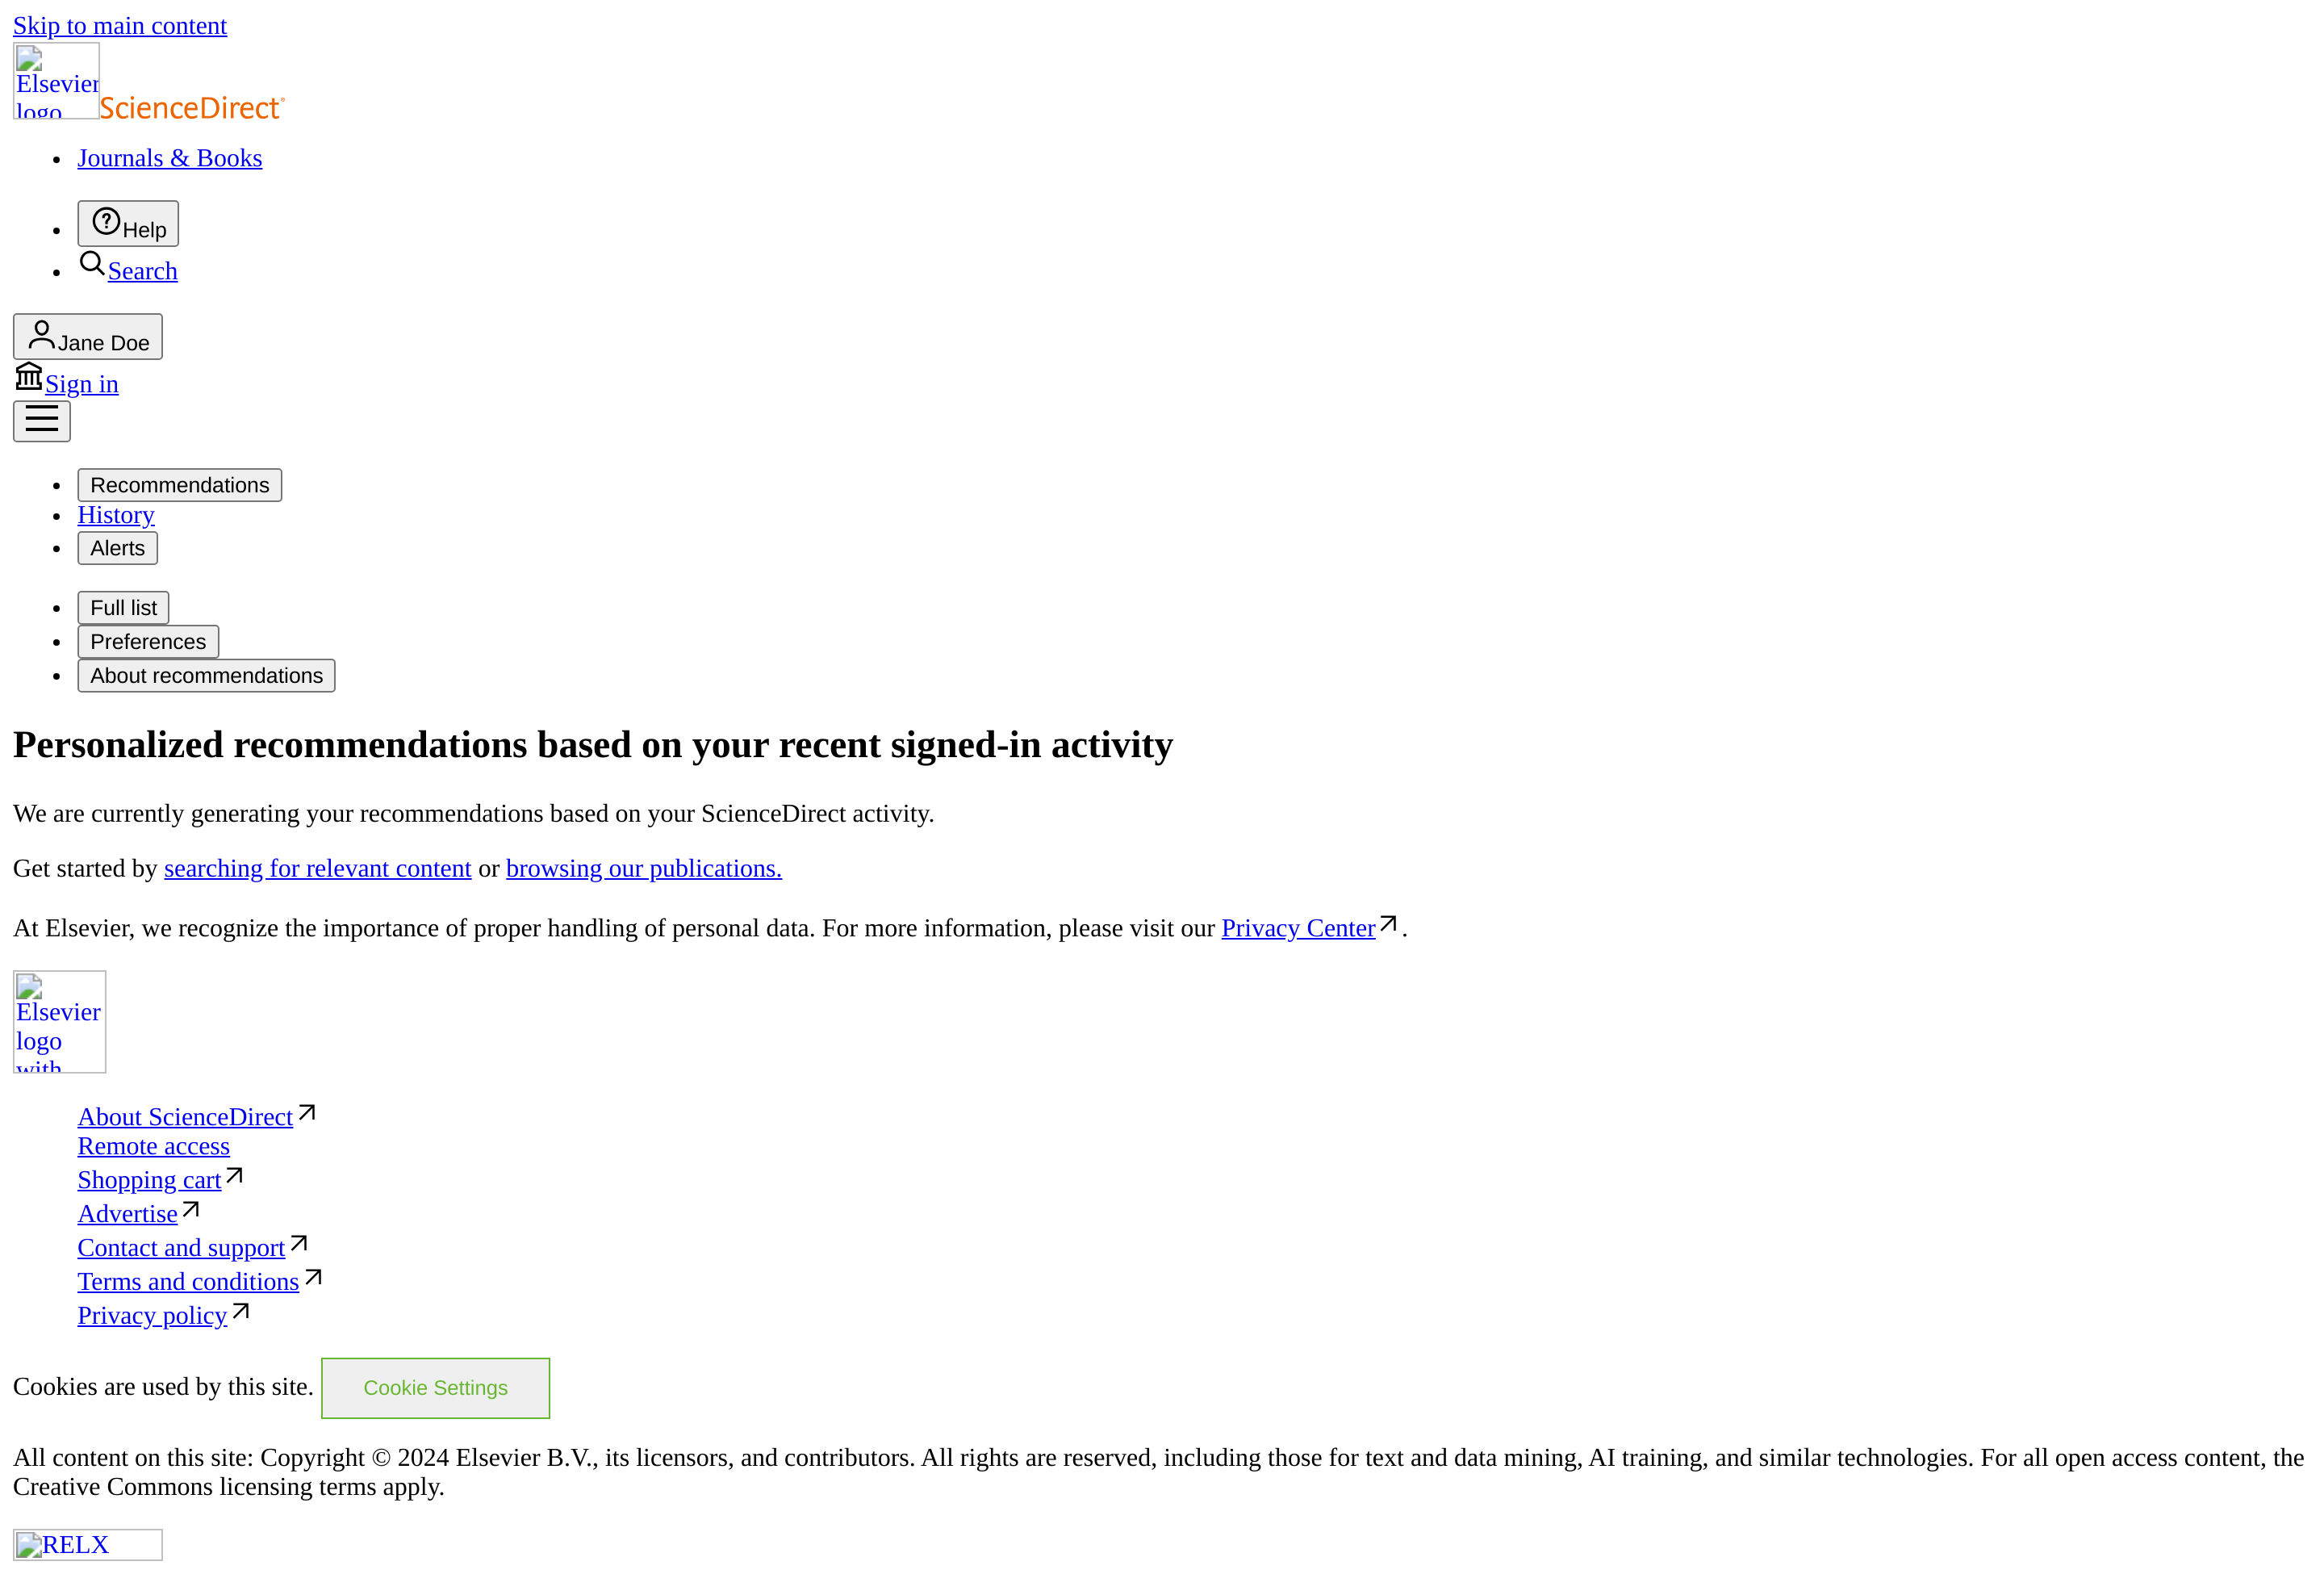 Skip to main content
Elsevier
logo
ScienceDirect®
Journals & Books
Help
Search
Jane Doe
Sign in
Recommendations
History
Alerts
Full list
Preferences
About recommendations
Personalized recommendations based on your recent signed-in activity
We are currently generating your recommendations based on your ScienceDirect activity.
Get started by searching for relevant content or browsing our publications.
At Elsevier, we recognize the importance of proper handling of personal data. For more information, please visit our Privacy Center.
Elsevier
logo
with
About ScienceDirect
Remote access
Shopping cart
Advertise
Contact and support
Terms and conditions
Privacy policy
Cookies are used by this site. Cookie Settings
All content on this site: Copyright © 2024 Elsevier B.V., its licensors, and contributors. All rights are reserved, including those for text and data mining, AI training, and similar technologies. For all open access content, the
Creative Commons licensing terms apply.
RELX